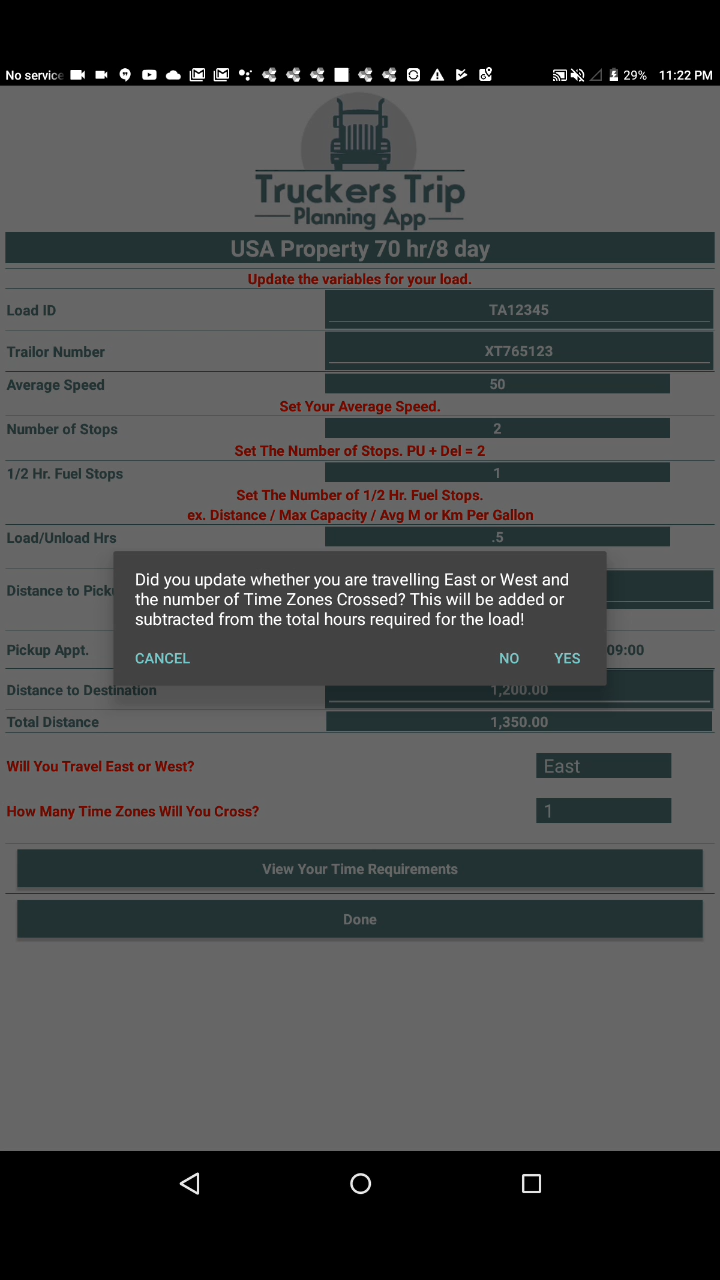 No service 29% 11:22 PM
Truckers Trip
Planning App
USA Property 70 hr/8 day
Update the variables for your load.
Load ID TA12345
Trailor Number XT765123
Average Speed 50
Set Your Average Speed.
Number of Stops 2
Set The Number of Stops. PU + Del = 2
1/2 Hr. Fuel Stops 1
Set The Number of 1/2 Hr. Fuel Stops.
ex. Distance / Max Capacity / Avg M or Km Per Gallon
Load/Unload Hrs .5
Did you update whether you are travelling East or West and
the number of Time Zones Crossed? This will be added or
subtracted from the total hours required for the load!
CANCEL NO YES
Distance to
Pickup Appt. 09:00
Distance to Destination 1,200.00
Total Distance 1,350.00
Will You Travel East or West? East
How Many Time Zones Will You Cross? 1
View Your Time Requirements
Done